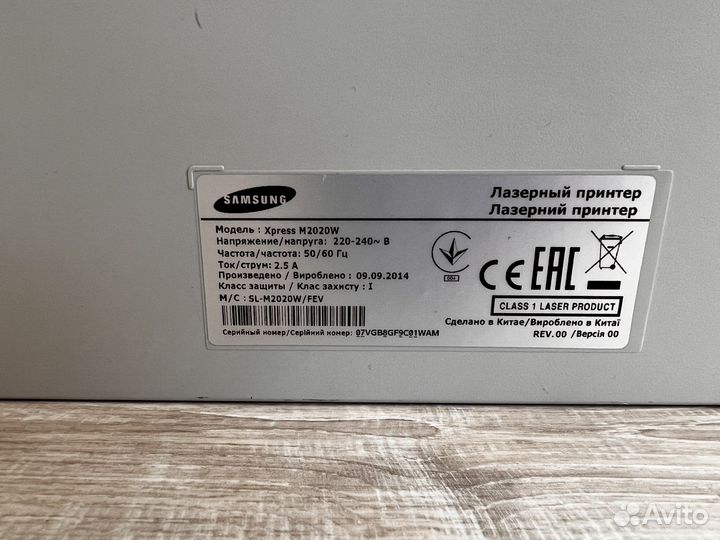 SAMSUNG
Лазерный принтер
Лазерний принтер
Модель : Xpress M2020W
Напряжение/напруга: 220-240~ В
Частота/частота: 50/60 Гц
Ток/струм: 2.5 A
Произведено / Вироблено : 09.09.2014
Класс защиты / Клас захисту : I
M/C : SL-M2020W/FEV
Серийный номер/Серійний номер: 07VGB8GF9C01WAM
CE EAC
CLASS 1 LASER PRODUCT
Сделано в Китае/Вироблено в Китаї
REV.00 /Версія 00
Avito